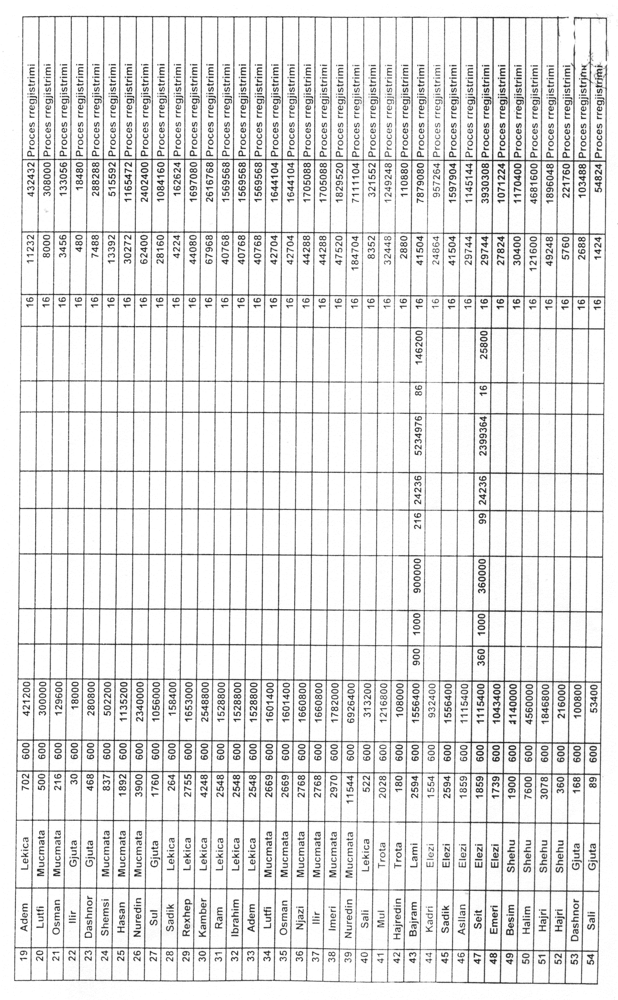 19 Adem Lekica 702 600 421200 16 11232 432432 Proces rregjistrimi
20 Lutfi Mucmata 500 600 300000 16 8000 308000 Proces rregjistrimi
21 Osman Mucmata 216 600 129600 16 3456 133056 Proces rregjistrimi
22 Ilir Gjuta 30 600 18000 16 480 18480 Proces rregjistrimi
23 Dashnor Gjuta 468 600 280800 16 7488 288288 Proces rregjistrimi
24 Shemsi Mucmata 837 600 502200 16 13392 515592 Proces rregjistrimi
25 Hasan Mucmata 1892 600 1135200 16 30272 1165472 Proces rregjistrimi
26 Nuredin Mucmata 3900 600 2340000 16 62400 2402400 Proces rregjistrimi
27 Sul Gjuta 1760 600 1056000 16 28160 1084160 Proces rregjistrimi
28 Sadik Lekica 264 600 158400 16 4224 162624 Proces rregjistrimi
29 Rexhep Lekica 2755 600 1653000 16 44080 1697080 Proces rregjistrimi
30 Kamber Lekica 4248 600 2548800 16 67968 2616768 Proces rregjistrimi
31 Ram Lekica 2548 600 1528800 16 40768 1569568 Proces rregjistrimi
32 Ibrahim Lekica 2548 600 1528800 16 40768 1569568 Proces rregjistrimi
33 Adem Lekica 2548 600 1528800 16 40768 1569568 Proces rregjistrimi
34 Lutfi Mucmata 2669 600 1601400 16 42704 1644104 Proces rregjistrimi
35 Osman Mucmata 2669 600 1601400 16 42704 1644104 Proces rregjistrimi
36 Njazi Mucmata 2768 600 1660800 16 44288 1705088 Proces rregjistrimi
37 Ilir Mucmata 2768 600 1660800 16 44288 1705088 Proces rregjistrimi
38 Imeri Mucmata 2970 600 1782000 16 47520 1829520 Proces rregjistrimi
39 Nuredin Mucmata 11544 600 6926400 16 184704 7111104 Proces rregjistrimi
40 Sali Lekica 522 600 313200 16 8352 321552 Proces rregjistrimi
41 Mul Trota 2028 600 1216800 16 32448 1249248 Proces rregjistrimi
42 Hajredin Trota 180 600 108000 16 2880 110880 Proces rregjistrimi
43 Bajram Lami 2594 600 1556400 900 1000 900000 216 24236 5234976 86 146200 16 41504 7879080 Proces rregjistrimi
44 Kadri Elezi 1554 600 932400 16 24864 957264 Proces rregjistrimi
45 Sadik Elezi 2594 600 1556400 16 41504 1597904 Proces rregjistrimi
46 Asllan Elezi 1859 600 1115400 16 29744 1145144 Proces rregjistrimi
47 Seit Elezi 1859 600 1115400 360 1000 360000 99 24236 2399364 16 25800 16 29744 3930308 Proces rregjistrimi
48 Emeri Elezi 1739 600 1043400 16 27824 1071224 Proces rregjistrimi
49 Besim Shehu 1900 600 1140000 16 30400 1170400 Proces rregjistrimi
50 Halim Shehu 7600 600 4560000 16 121600 4681600 Proces rregjistrimi
51 Hajri Shehu 3078 600 1846800 16 49248 1896048 Proces rregjistrimi
52 Hajri Shehu 360 600 216000 16 5760 221760 Proces rregjistrimi
53 Dashnor Gjuta 168 600 100800 16 2688 103488 Proces rregjistrimi
54 Sali Gjuta 89 600 53400 16 1424 54824 Proces rregjistrimi